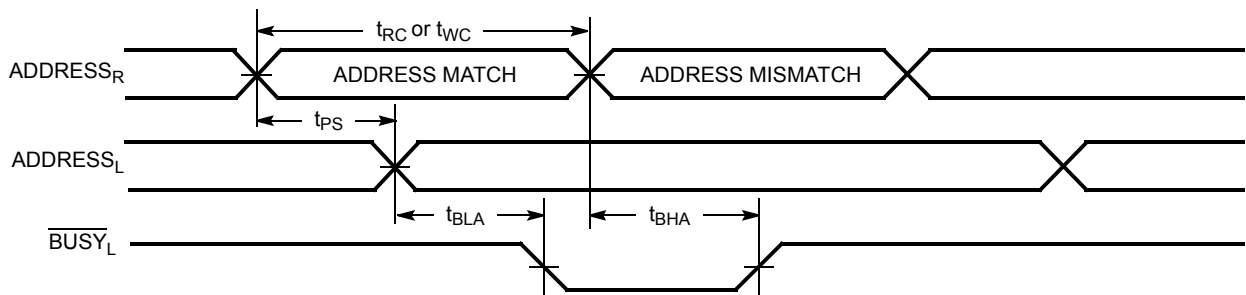 tRC or tWC
ADDRESSR
ADDRESS MATCH
ADDRESS MISMATCH
tPS
ADDRESSL
tBLA
tBHA
BUSYL